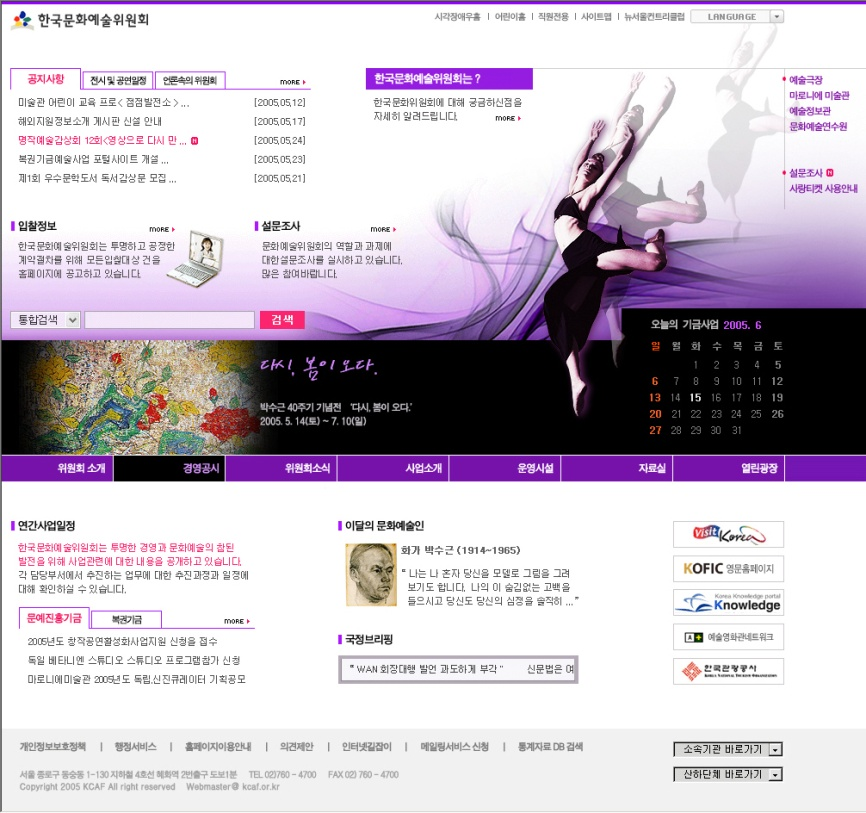 한국문화예술위원회
시각장애우홈 | 어린이홈 | 직원전용 | 사이트맵 | 뉴서울컨트리클럽
LANGUAGE
공지사항
전시 및 공연일정
언론속의 위원회
MORE
미술관 어린이 교육 프로< 점점발전소 > ... [2005.05.12]
해외지원정보소개 게시판 신설 안내 [2005.05.17]
명작예술감상회 12회<영상으로 다시 만 ... [2005.05.24]
복권기금예술사업 포털사이트 개설 ... [2005.05.23]
제1회 우수문학도서 독서감상문 모집 ... [2005.05.21]
한국문화예술위원회는 ?
한국문화위원회에 대해 궁금하신점을
자세히 알려드립니다.
MORE
예술극장
마로니에 미술관
예술정보관
문화예술연수원
설문조사
사랑티켓 사용안내
입찰정보
MORE
한국문화예술위원회는 투명하고 공정한
계약결차를 위해 모든입찰대상 건을
홈페이지에 공고하고 있습니다.
설문조사
MORE
문화예술위원회의 역할과 과제에
대한설문조사를 실시하고 있습니다.
많은 참여바랍니다.
통합검색
검색
다시, 봄이 오다.
박수근 40주기 기념전 '다시, 봄이 오다.'
2005. 5. 14(토) ~ 7. 10(일)
오늘의 기금사업 2005. 6
일 월 화 수 목 금 토
1 2 3 4 5
6 7 8 9 10 11 12
13 14 15 16 17 18 19
20 21 22 23 24 25 26
27 28 29 30 31
위원회 소개
경영공시
위원회소식
사업소개
운영시설
자료실
열린광장
연간사업일정
한국문화예술위원회는 투명한 경영과 문화예술의 참된
발전을 위해 사업관련에 대한 내용을 공개하고 있습니다.
각 담당부서에서 추진하는 업무에 대한 추진과정과 일정에
대해 확인하실 수 있습니다.
문예진흥기금
복권기금
MORE
2005년도 창작공연활성화사업지원 신청을 접수
독일 베타니엔 스튜디오 스튜디오 프로그램참가 신청
마로니에미술관 2005년도 독립,신진큐레이터 기획공모
이달의 문화예술인
화가 박수근 (1914~1965)
" 나는 나 혼자 당신을 모델로 그림을 그려
보기도 합니다. 나의 이 숨김없는 고백을
들으시고 당신도 당신의 심정을 솔직히 ... "
국정브리핑
" WAN 회장대행 발언 과도하게 부각 " 신문법은 여
Visit Korea
KOFIC 영문홈페이지
Korea Knowledge portal
Knowledge
예술영화관네트워크
한국관광공사
KOREA NATIONAL TOURISM ORGANIZATION
개인정보보호정책 | 행정서비스 | 홈페이지이용안내 | 의견제안 | 인터넷길잡이 | 메일링서비스 신청 | 통계자료 DB 검색
서울 종로구 동숭동 1-130 지하철 4호선 혜화역 2번출구 도보1분 TEL 02)760 - 4700 FAX 02) 760 - 4700
Copyright 2005 KCAF All right reserved Webmaster@ kcaf.or.kr
소속기관 바로가기
산하단체 바로가기